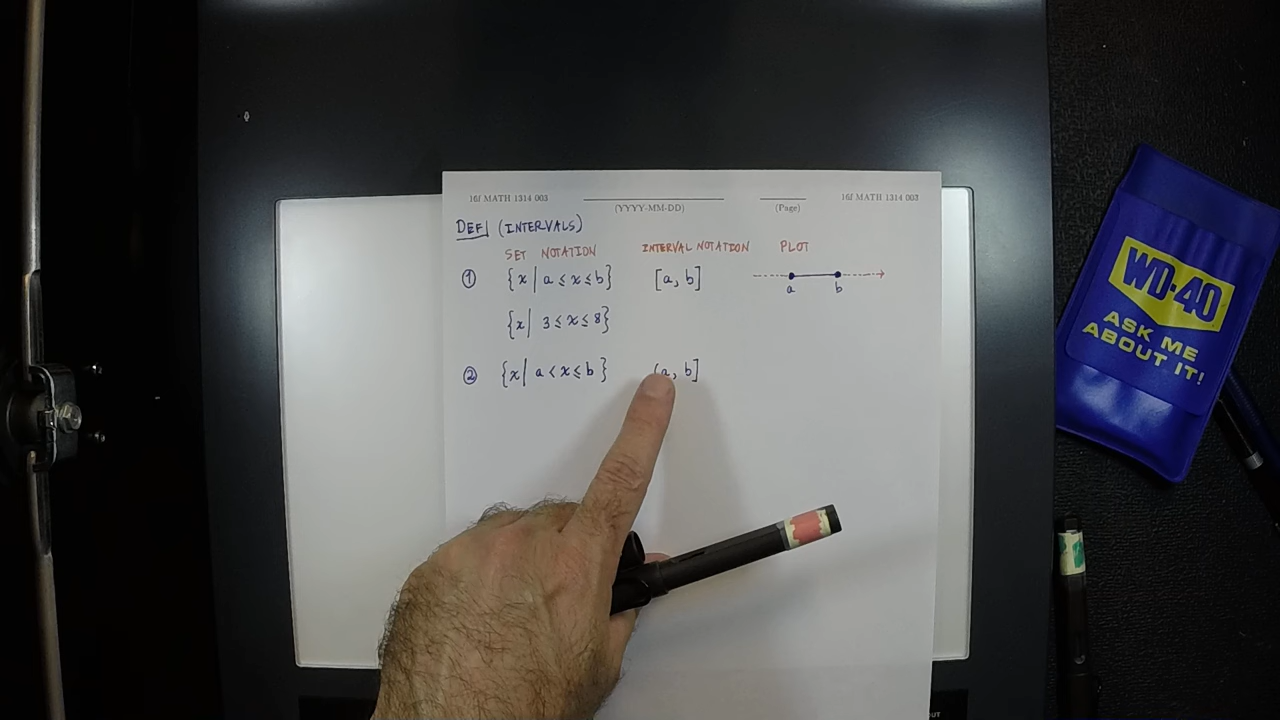 16f MATH 1314 003 (YYYY-MM-DD) (Page) 16f MATH 1314 003
DEF (INTERVALS)
SET NOTATION INTERVAL NOTATION PLOT
① {x | a ≤ x ≤ b} [a, b] a b
{x | 3 ≤ x ≤ 8}
② {x | a < x ≤ b} (a, b]
WD-40
ASK ME
ABOUT IT!